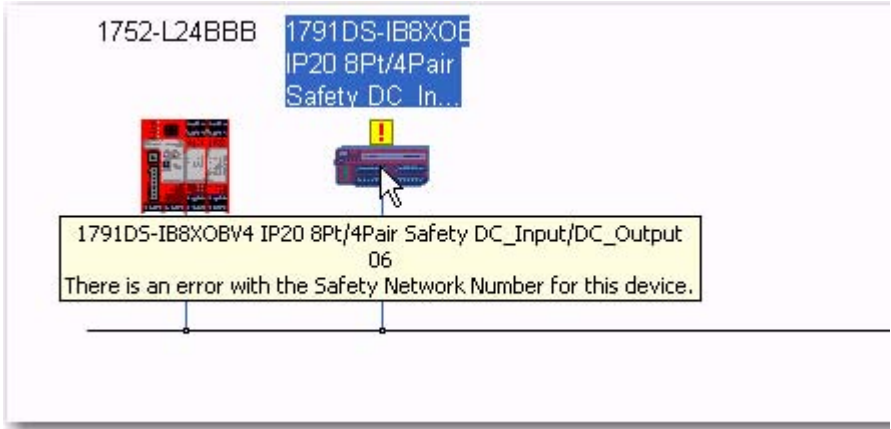 1752-L24BBB
1791DS-IB8XOB
IP20 8Pt/4Pair
Safety DC_In...
!
1791DS-IB8XOBV4 IP20 8Pt/4Pair Safety DC_Input/DC_Output
06
There is an error with the Safety Network Number for this device.